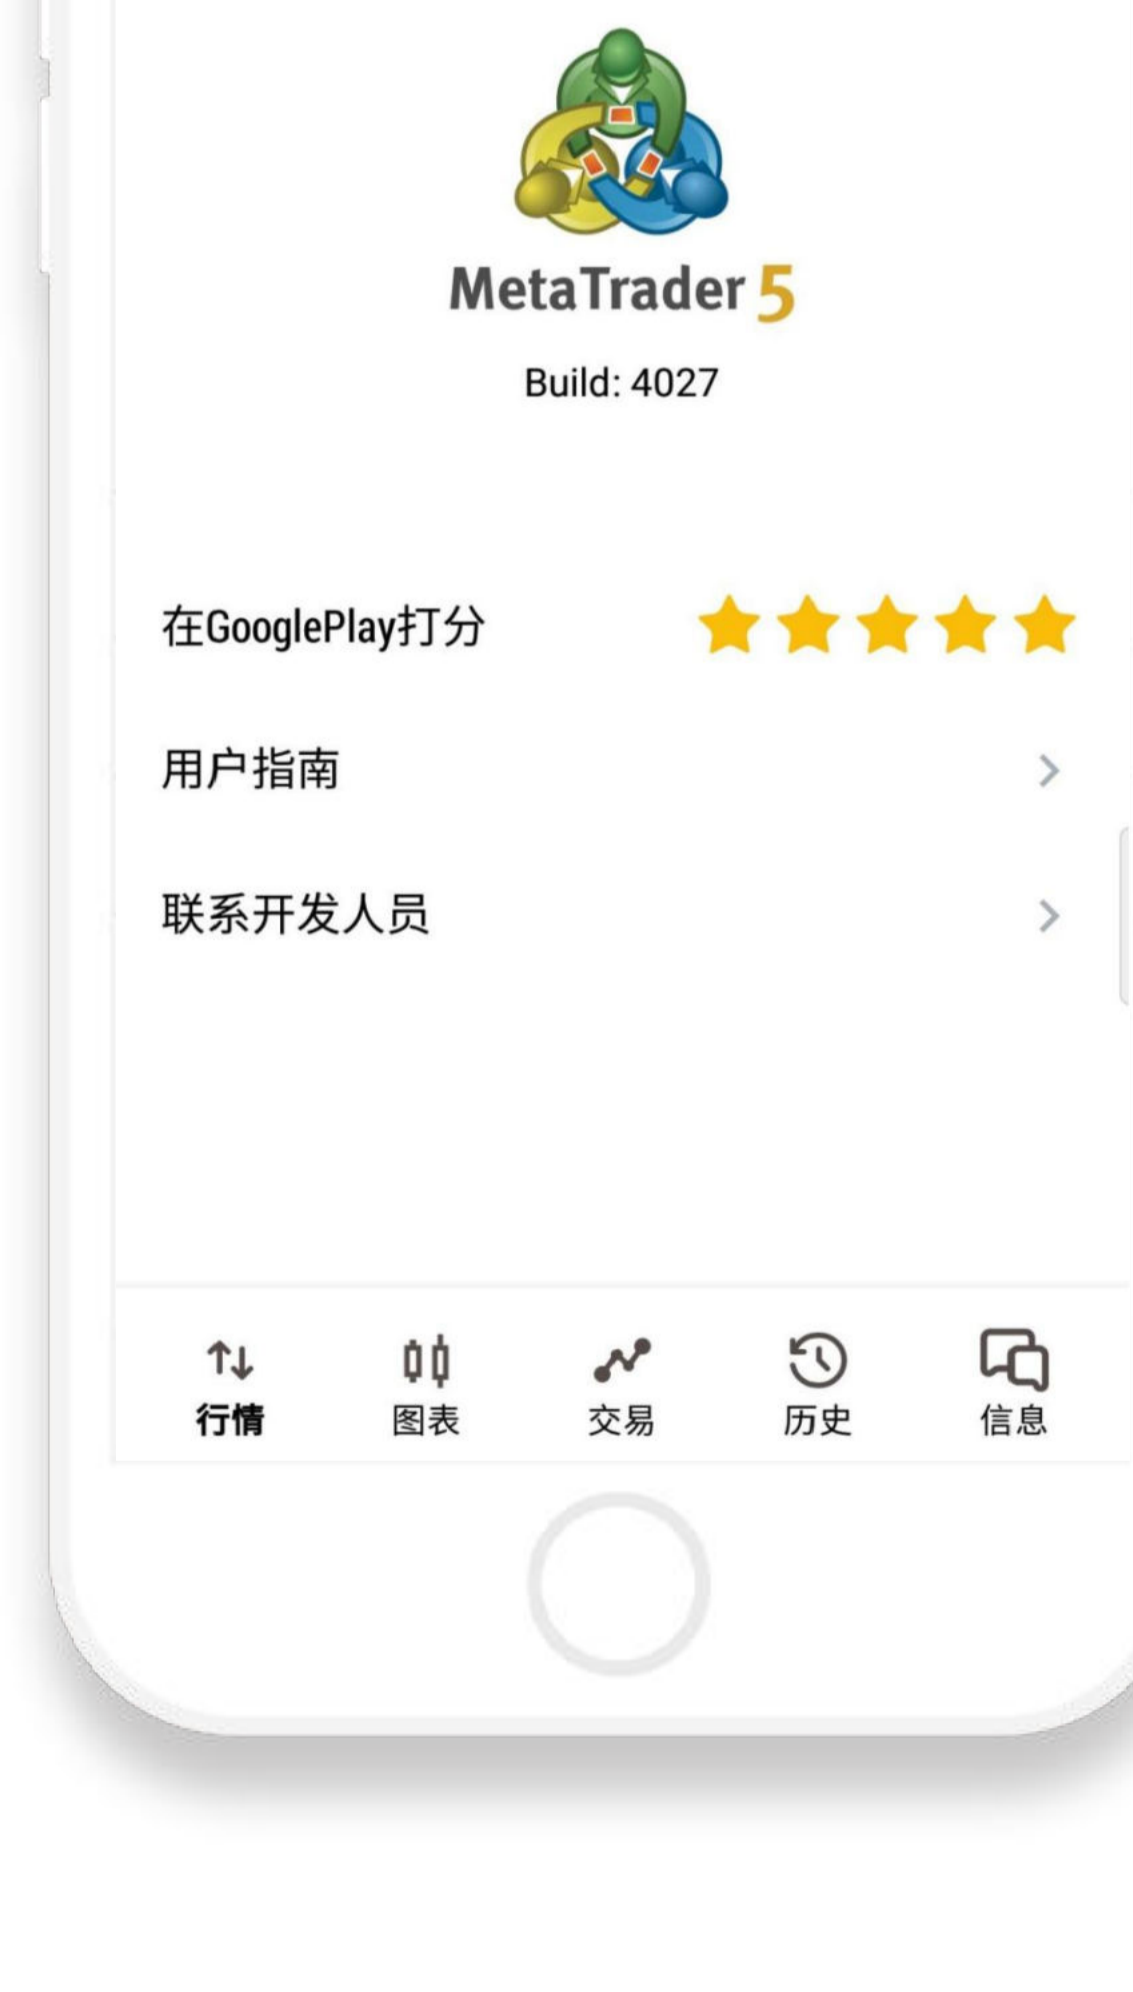 MetaTrader 5
Build: 4027
在GooglePlay打分
用户指南
联系开发人员
行情
图表
交易
历史
信息